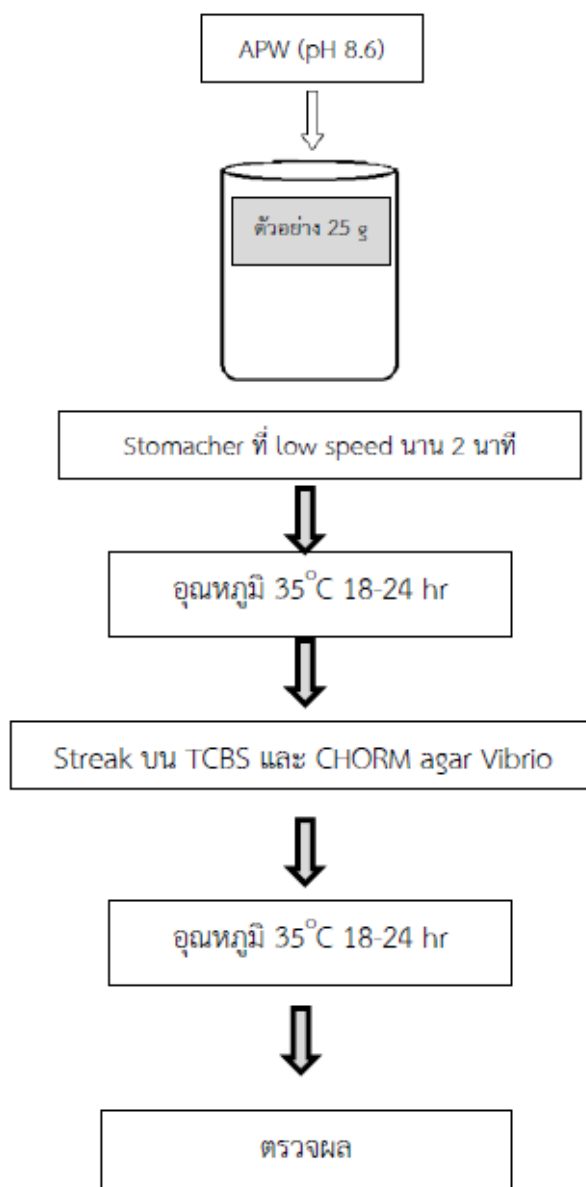 APW (pH 8.6)
ตัวอย่าง 25 g
Stomacher ที่ low speed นาน 2 นาที
อุณหภูมิ 35°C 18-24 hr
Streak บน TCBS และ CHORM agar Vibrio
อุณหภูมิ 35°C 18-24 hr
ตรวจผล